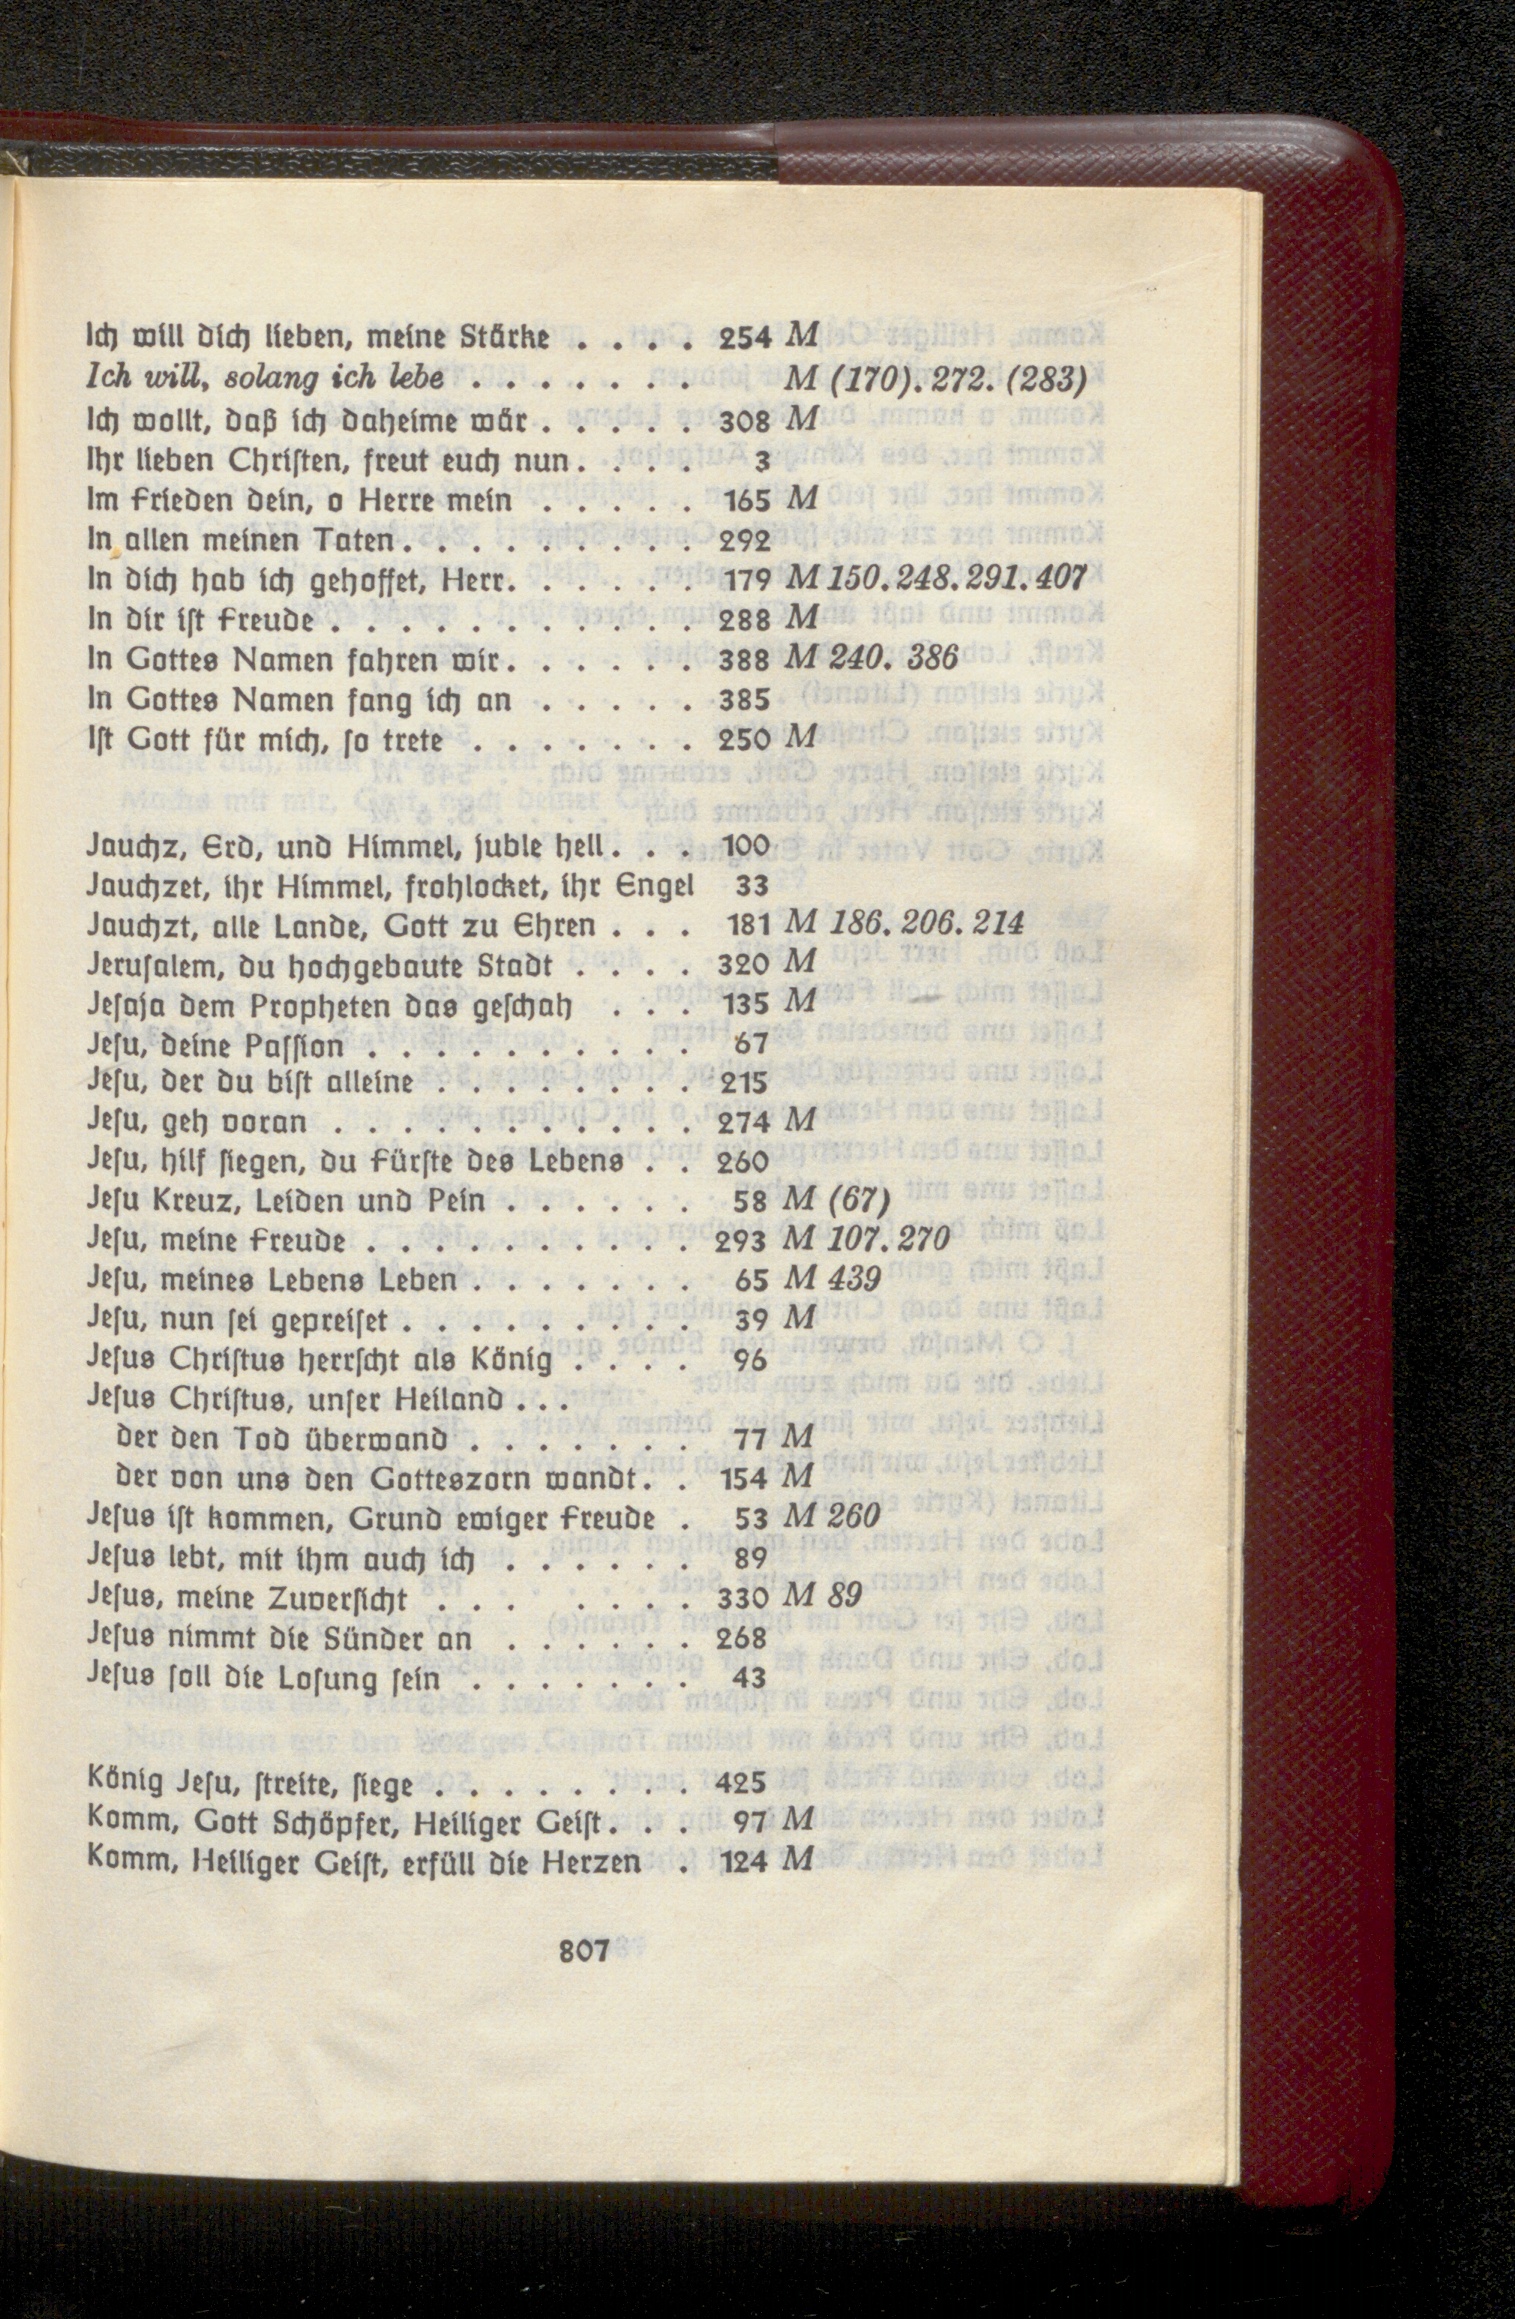 Ich will dich lieben, meine Stärke . . . . 254 M
Ich will, solang ich lebe . . . . . . . M (170). 272. (283)
Ich wollt, daß ich daheime wär . . . . . 308 M
Ihr lieben Chriſten, freut euch nun . . . . 3
Im Frieden dein, o Herre mein . . . . . 165 M
In allen meinen Taten . . . . . . . . . 292
In dich hab ich gehoffet, Herr . . . . . . 179 M 150. 248. 291. 407
In dir iſt Freude . . . . . . . . . . . 288 M
In Gottes Namen fahren wir . . . . . . 388 M 240. 386
In Gottes Namen fang ich an . . . . . 385
Iſt Gott für mich, ſo trete . . . . . . . 250 M
Jauchz, Erd, und Himmel, juble hell . . . 100
Jauchzet, ihr Himmel, frohlocket, ihr Engel 33
Jauchzt, alle Lande, Gott zu Ehren . . . 181 M 186. 206. 214
Jeruſalem, du hochgebaute Stadt . . . . 320 M
Jeſaja dem Propheten das geſchah . . . 135 M
Jeſu, deine Paſſion . . . . . . . . . . 67
Jeſu, der du biſt alleine . . . . . . . . 215
Jeſu, geh voran . . . . . . . . . . . 274 M
Jeſu, hilf ſiegen, du Fürſte des Lebens . . 260
Jeſu Kreuz, Leiden und Pein . . . . . . 58 M (67)
Jeſu, meine Freude . . . . . . . . . . 293 M 107. 270
Jeſu, meines Lebens Leben . . . . . . . 65 M 439
Jeſu, nun ſei gepreiſet . . . . . . . . . 39 M
Jeſus Chriſtus herrſcht als König . . . . 96
Jeſus Chriſtus, unſer Heiland . . .
der den Tod überwand . . . . . . . 77 M
der von uns den Gotteszorn wandt . . 154 M
Jeſus iſt kommen, Grund ewiger Freude . 53 M 260
Jeſus lebt, mit ihm auch ich . . . . . . 89
Jeſus, meine Zuverſicht . . . . . . . 330 M 89
Jeſus nimmt die Sünder an . . . . . . 268
Jeſus ſoll die Loſung ſein . . . . . . . 43
König Jeſu, ſtreite, ſiege . . . . . . . . 425
Komm, Gott Schöpfer, Heiliger Geiſt . . . 97 M
Komm, Heiliger Geiſt, erfüll die Herzen . 124 M
807